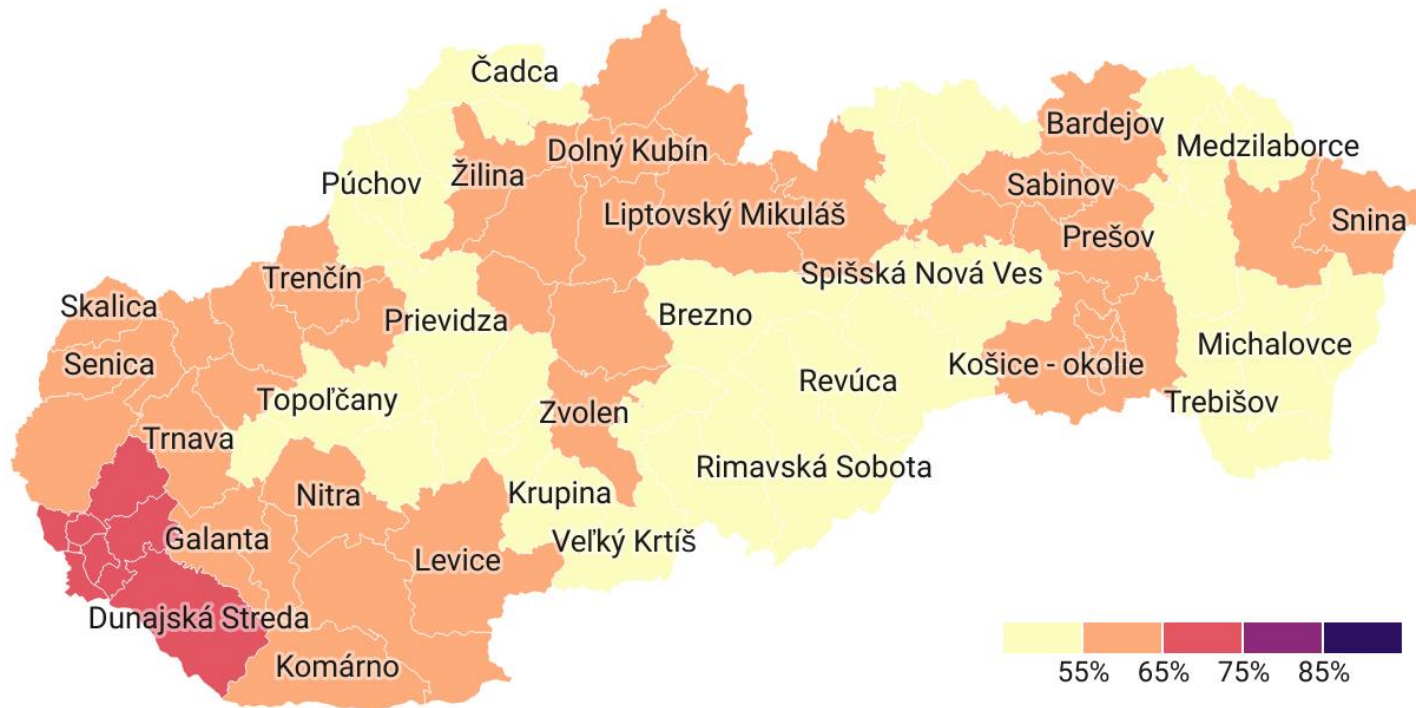 Čadca
Bardejov
Medzilaborce
Dolný Kubín
Žilina
Púchov
Sabinov
Liptovský Mikuláš
Snina
Prešov
Trenčín
Spišská Nová Ves
Skalica
Prievidza
Brezno
Michalovce
Senica
Košice - okolie
Revúca
Topoľčany
Trebišov
Zvolen
Trnava
Rimavská Sobota
Nitra
Krupina
Galanta
Veľký Krtíš
Levice
Dunajská Streda
Komárno
55% 65% 75% 85%